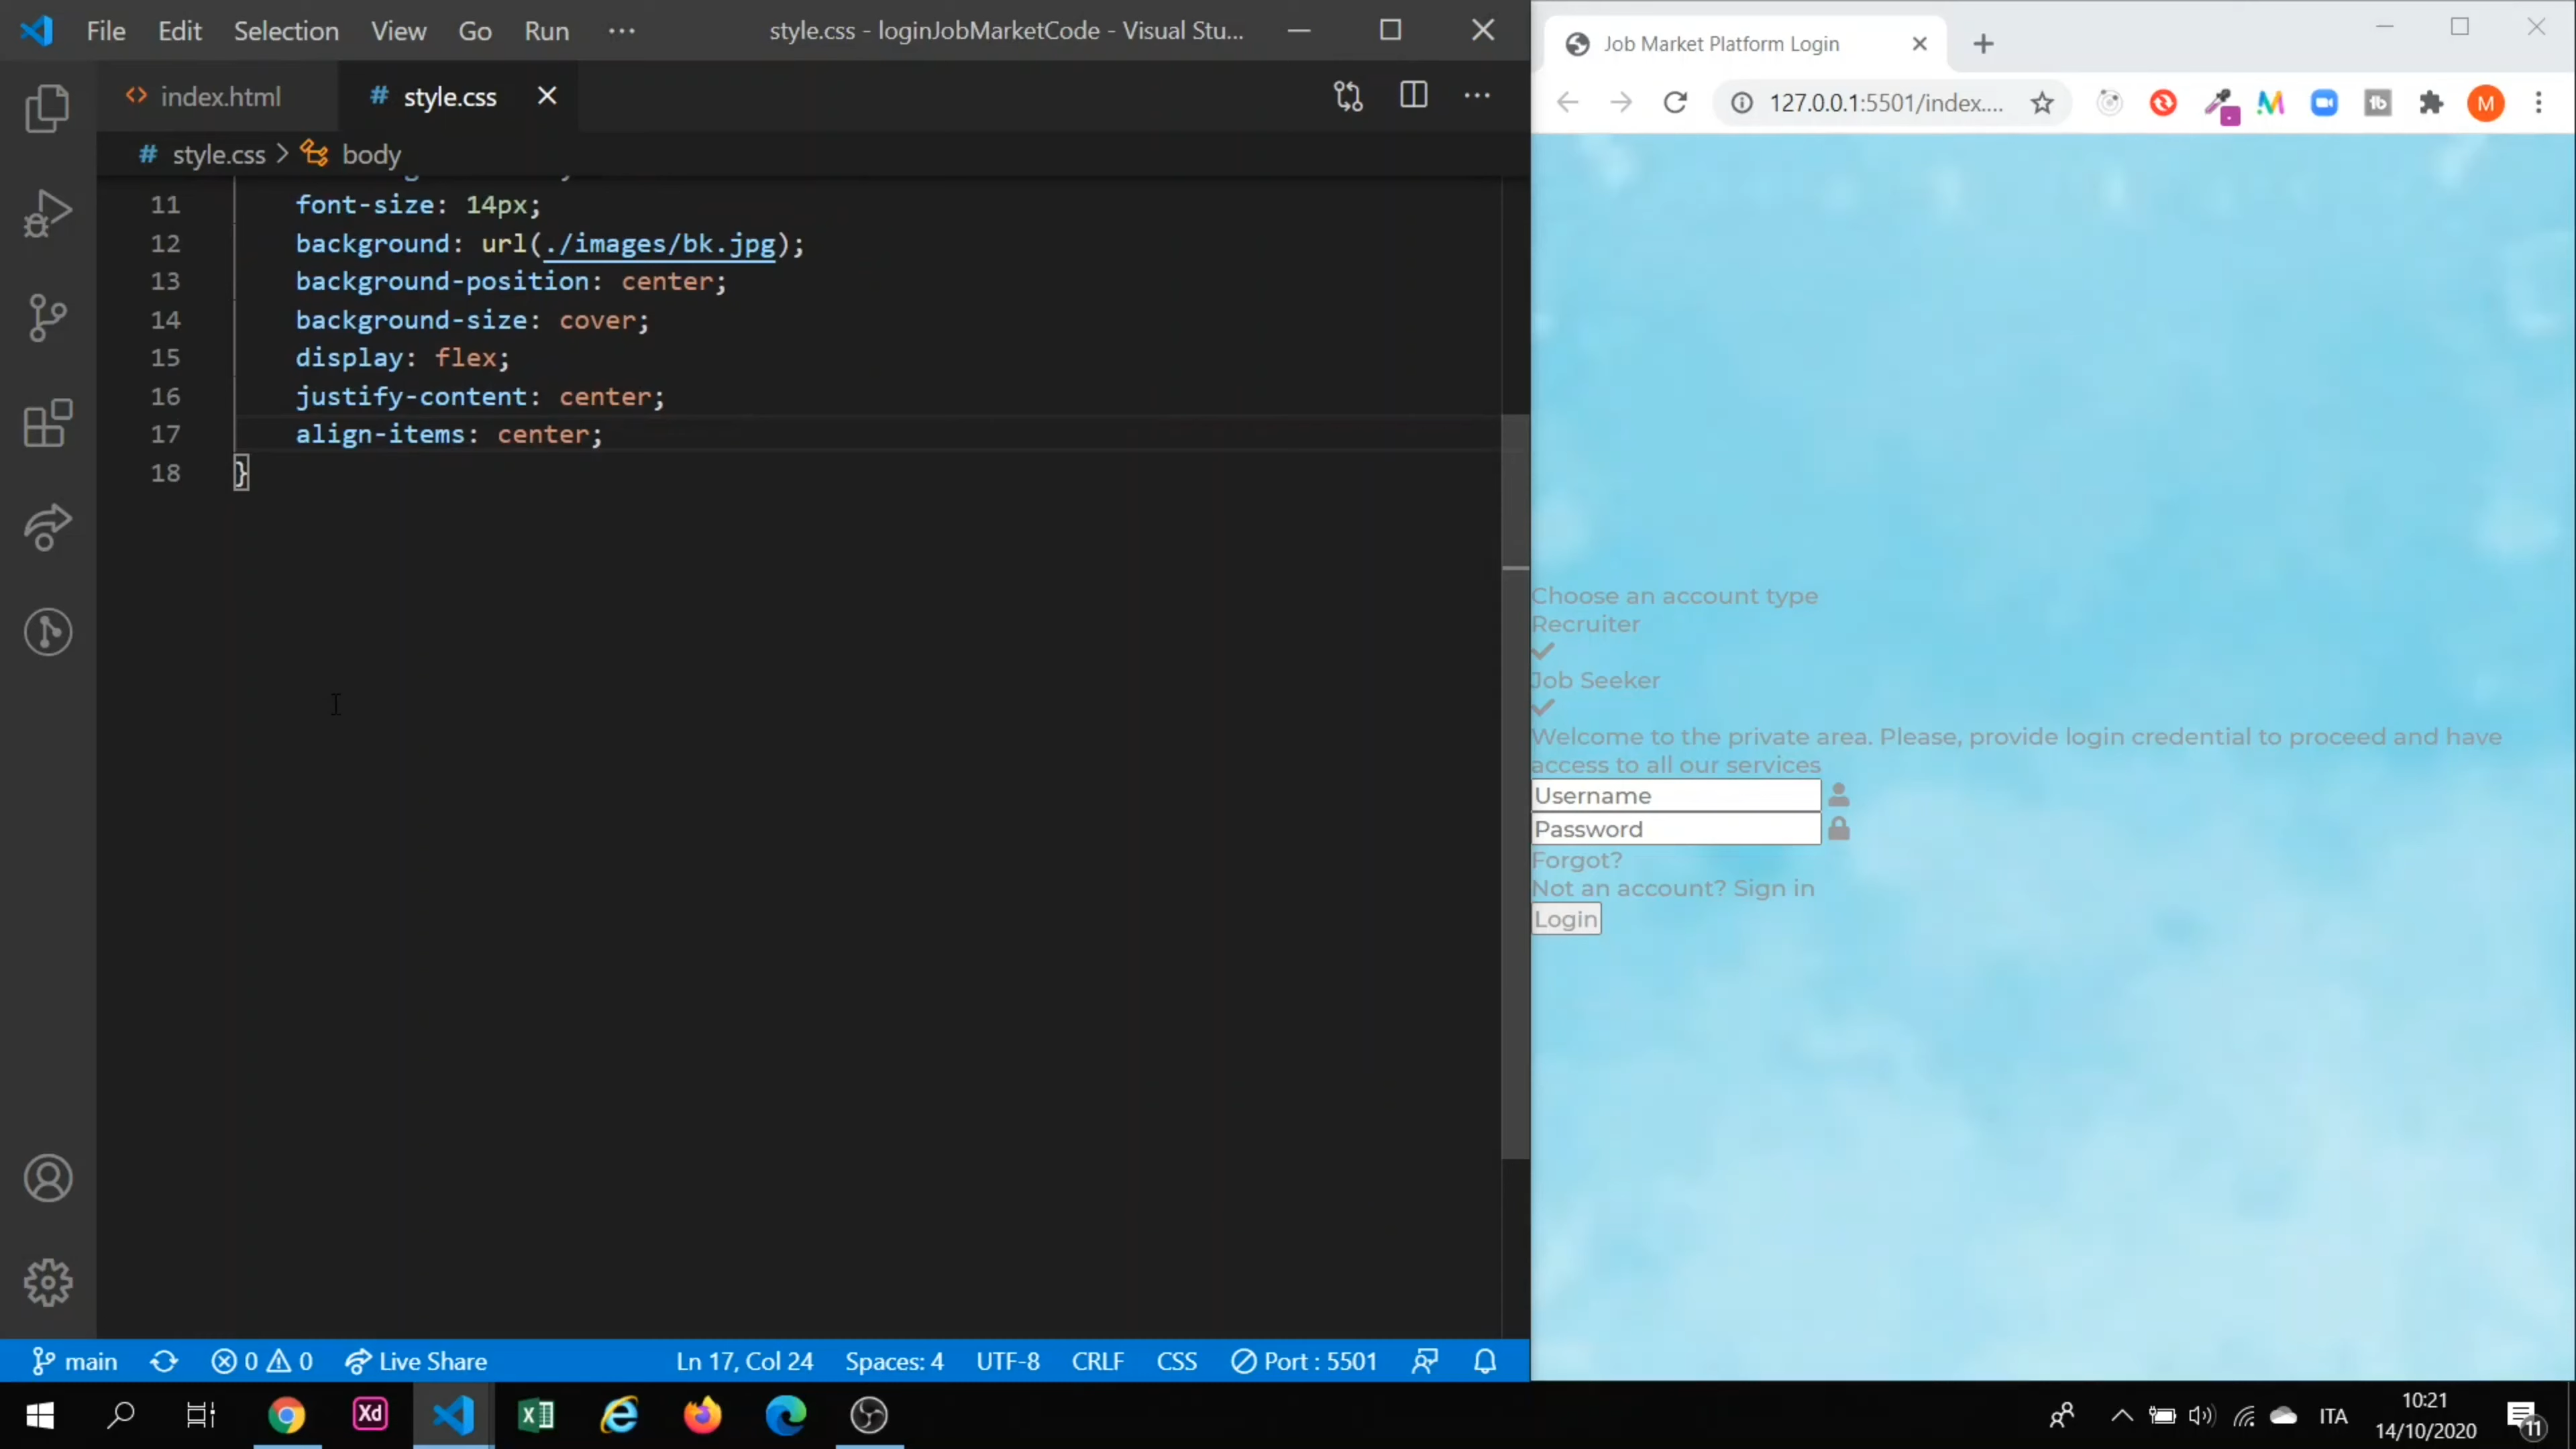 File Edit Selection View Go Run ··· style.css - loginJobMarketCode - Visual Stu...
index.html # style.css
# style.css > body
11 font-size: 14px;
12 background: url(./images/bk.jpg);
13 background-position: center;
14 background-size: cover;
15 display: flex;
16 justify-content: center;
17 align-items: center;
18 }
main 0 0 Live Share Ln 17, Col 24 Spaces: 4 UTF-8 CRLF CSS Port : 5501
Job Market Platform Login
127.0.0.1:5501/index....
M
Choose an account type
Recruiter
Job Seeker
Welcome to the private area. Please, provide login credential to proceed and have
access to all our services
Username
Password
Forgot?
Not an account? Sign in
Login
Xd
ITA
10:21
14/10/2020
11